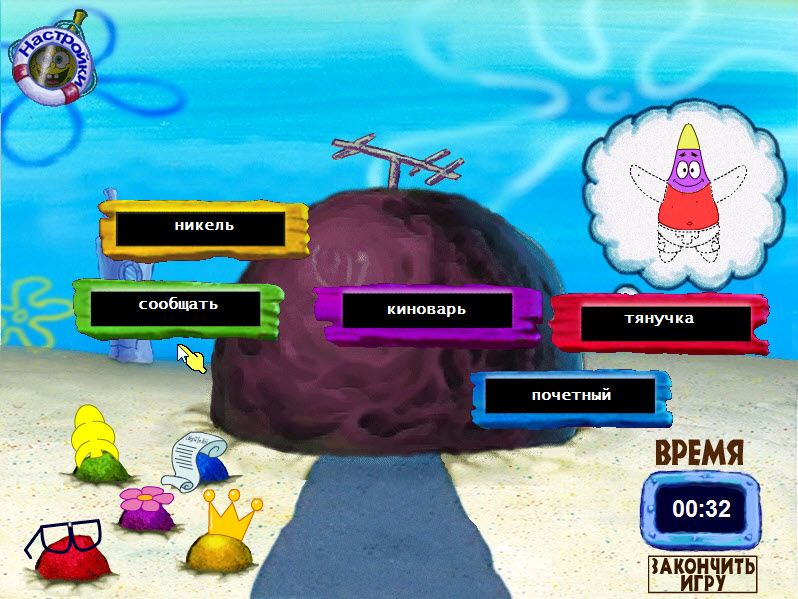 Настройки
никель
сообщать
киноварь
тянучка
почетный
ВРЕМЯ
00:32
ЗАКОНЧИТЬ
ИГРУ